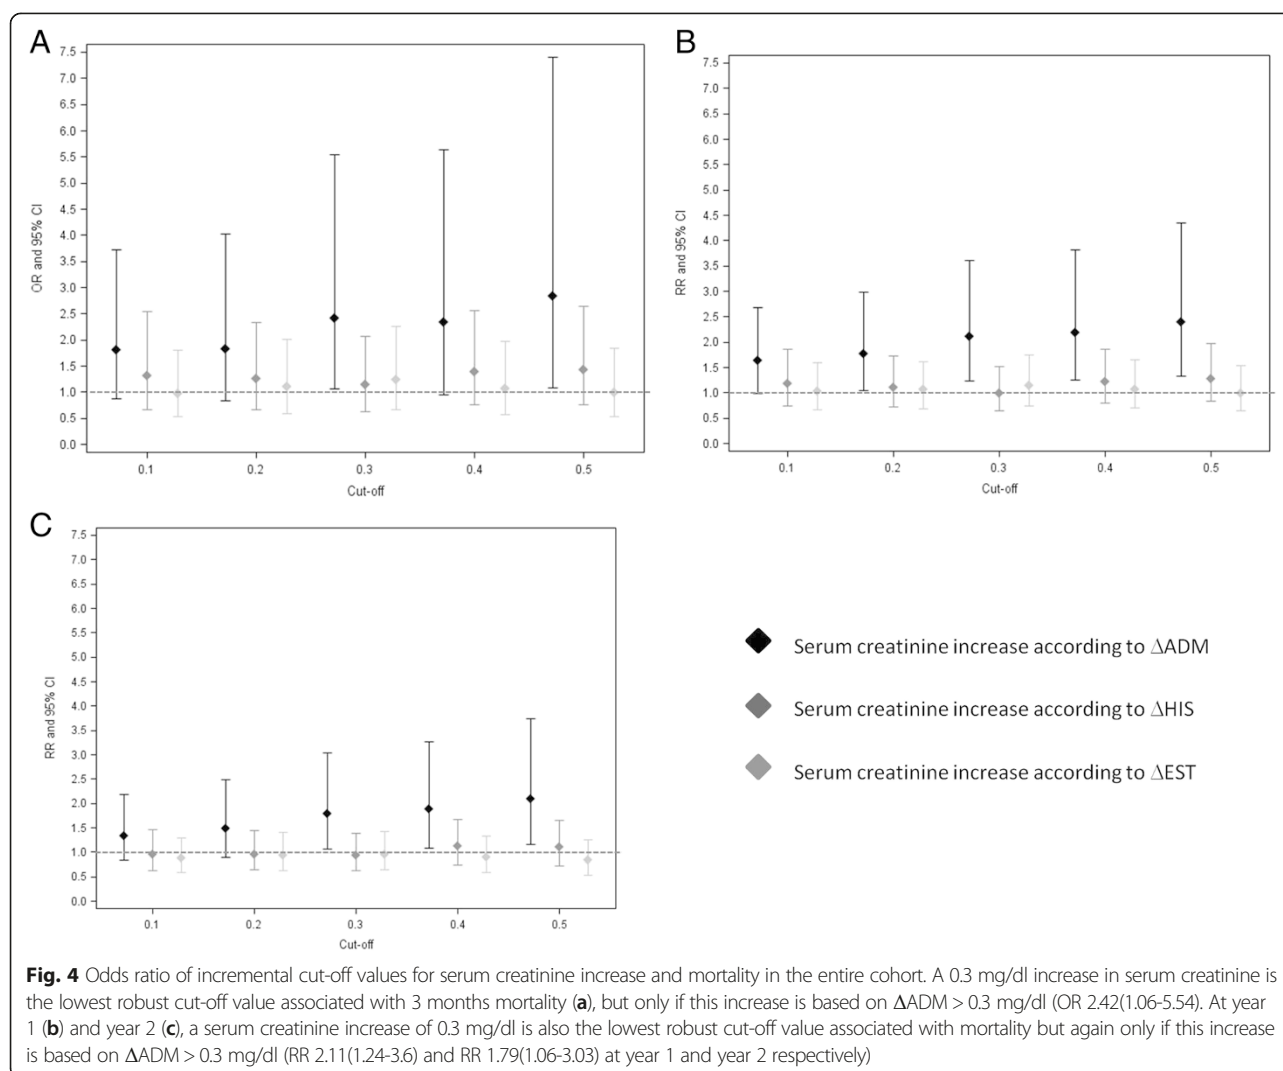 A
7.5
7.0
6.5
6.0
5.5
5.0
4.5
4.0
3.5
3.0
2.5
2.0
1.5
1.0
0.5
0.0
OR and 95% CI
0.1 0.2 0.3 0.4 0.5
Cut-off
B
7.5
7.0
6.5
6.0
5.5
5.0
4.5
4.0
3.5
3.0
2.5
2.0
1.5
1.0
0.5
0.0
RR and 95% CI
0.1 0.2 0.3 0.4 0.5
Cut-off
C
7.5
7.0
6.5
6.0
5.5
5.0
4.5
4.0
3.5
3.0
2.5
2.0
1.5
1.0
0.5
0.0
RR and 95% CI
0.1 0.2 0.3 0.4 0.5
Cut-off
Serum creatinine increase according to ΔADM
Serum creatinine increase according to ΔHIS
Serum creatinine increase according to ΔEST
Fig. 4 Odds ratio of incremental cut-off values for serum creatinine increase and mortality in the entire cohort. A 0.3 mg/dl increase in serum creatinine is
the lowest robust cut-off value associated with 3 months mortality (a), but only if this increase is based on ΔADM > 0.3 mg/dl (OR 2.42(1.06-5.54). At year
1 (b) and year 2 (c), a serum creatinine increase of 0.3 mg/dl is also the lowest robust cut-off value associated with mortality but again only if this increase
is based on ΔADM > 0.3 mg/dl (RR 2.11(1.24-3.6) and RR 1.79(1.06-3.03) at year 1 and year 2 respectively)